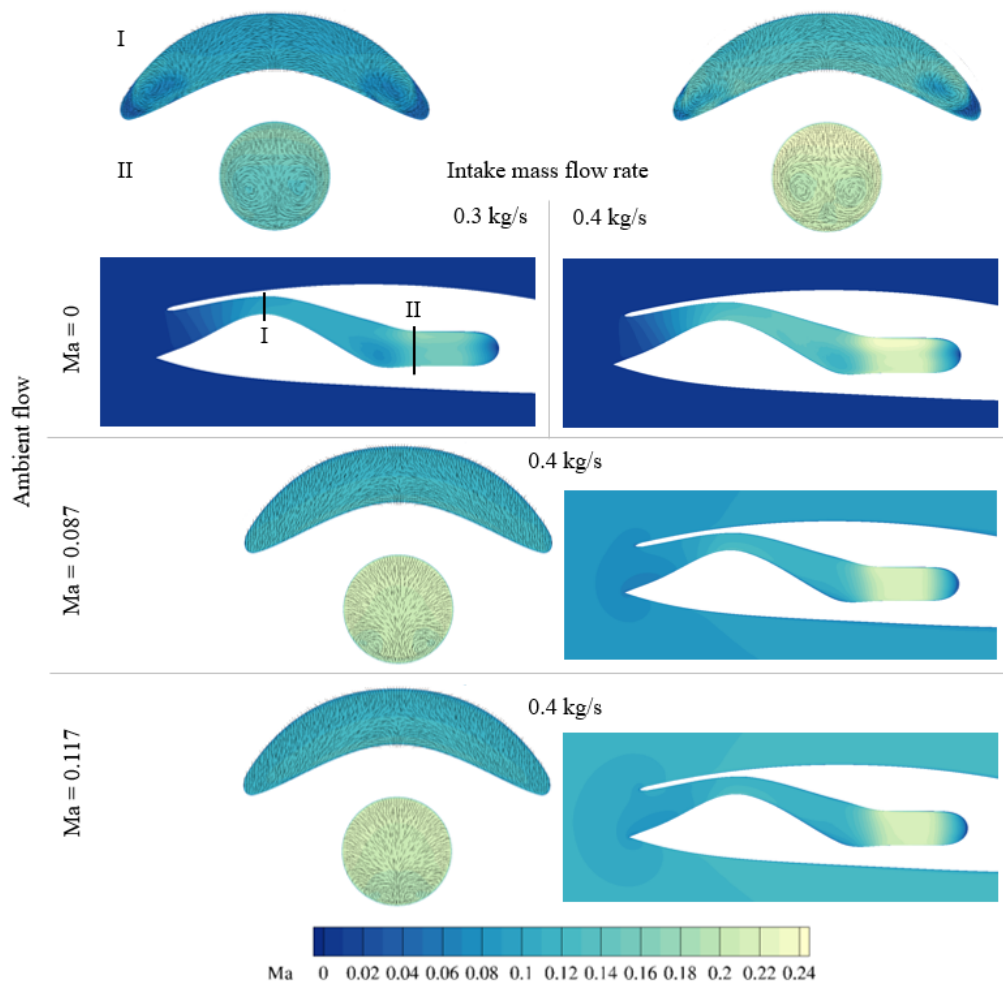 I
II
Intake mass flow rate
0.3 kg/s
0.4 kg/s
Ambient flow
Ma = 0
I
II
0.4 kg/s
Ma = 0.087
0.4 kg/s
Ma = 0.117
Ma 0 0.02 0.04 0.06 0.08 0.1 0.12 0.14 0.16 0.18 0.2 0.22 0.24